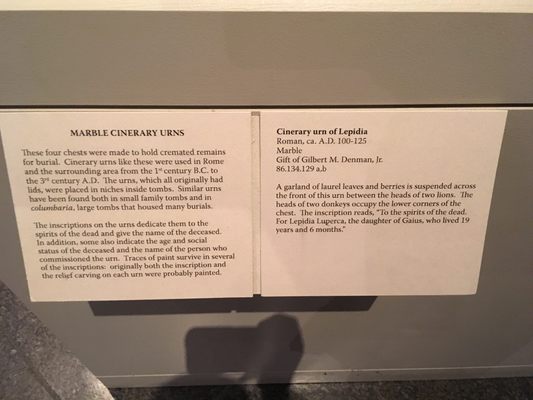 MARBLE CINERARY URNS
These four chests were made to hold cremated remains
for burial. Cinerary urns like these were used in Rome
and the surrounding area from the 1st century B.C. to
the 3rd century A.D. The urns, which all originally had
lids, were placed in niches inside tombs. Similar urns
have been found both in small family tombs and in
columbaria, large tombs that housed many burials.
The inscriptions on the urns dedicate them to the
spirits of the dead and give the name of the deceased.
In addition, some also indicate the age and social
status of the deceased and the name of the person who
commissioned the urn. Traces of paint survive in several
of the inscriptions: originally both the inscription and
the relief carving on each urn were probably painted.
Cinerary urn of Lepidia
Roman, ca. A.D. 100-125
Marble
Gift of Gilbert M. Denman, Jr.
86.134.129 a,b
A garland of laurel leaves and berries is suspended across
the front of this urn between the heads of two lions. The
heads of two donkeys occupy the lower corners of the
chest. The inscription reads, "To the spirits of the dead.
For Lepidia Luperca, the daughter of Gaius, who lived 19
years and 6 months."